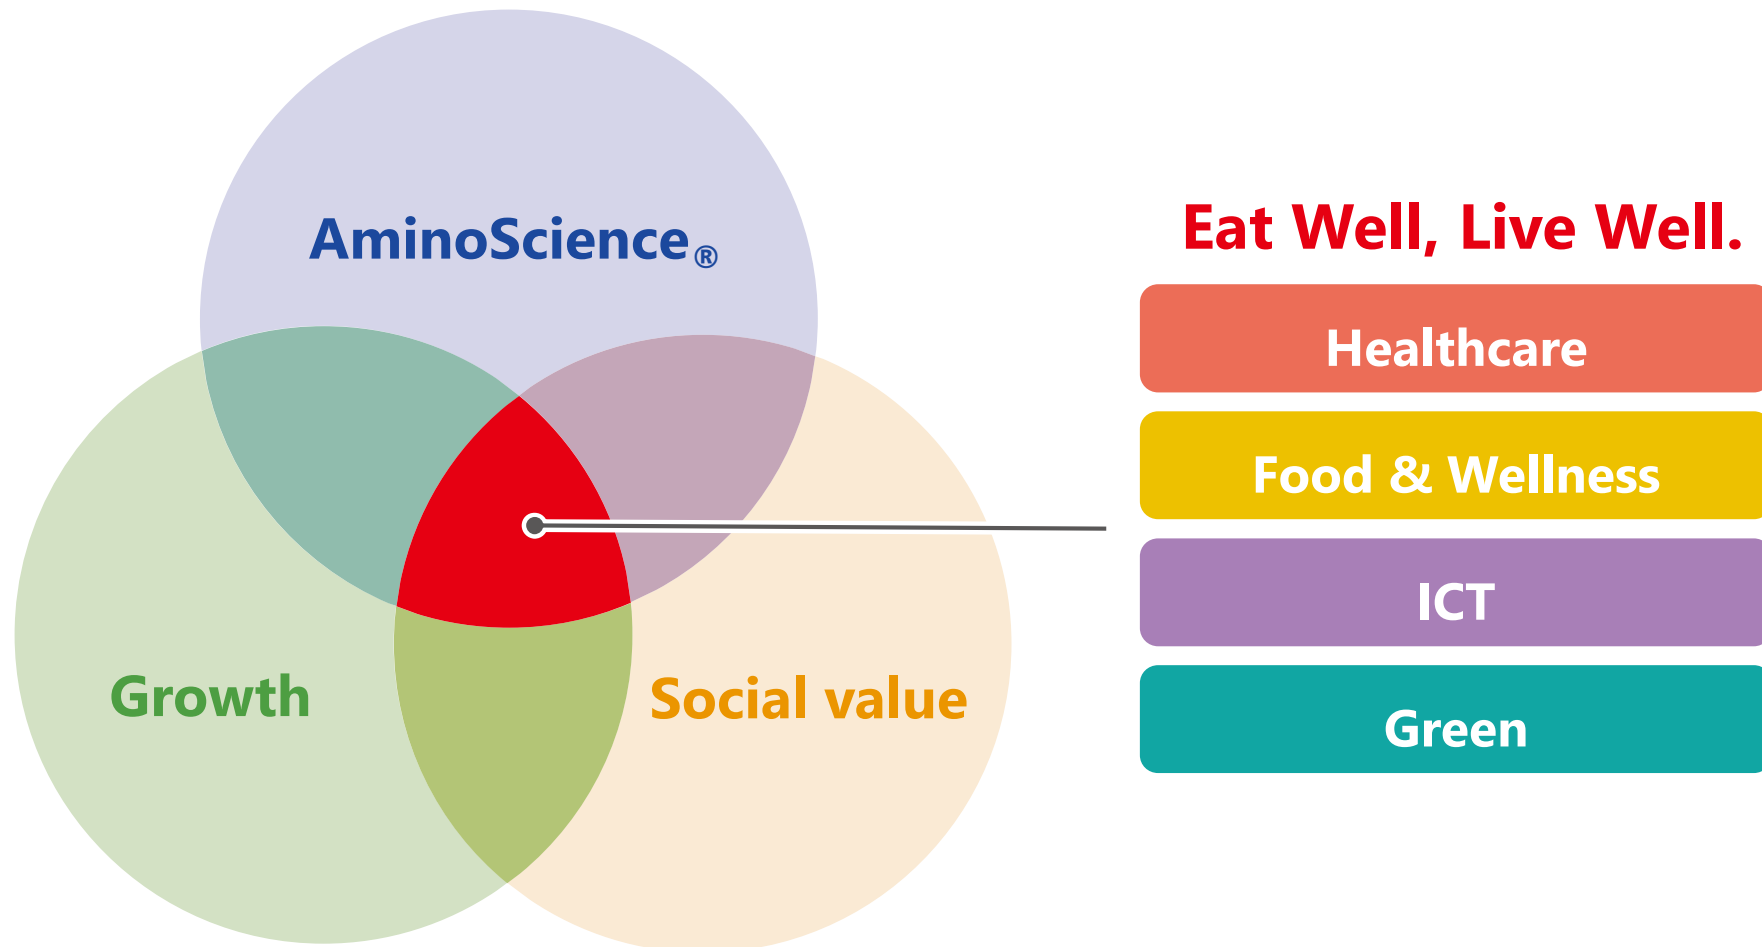 AminoScience®
Growth
Social value
Eat Well, Live Well.
Healthcare
Food & Wellness
ICT
Green